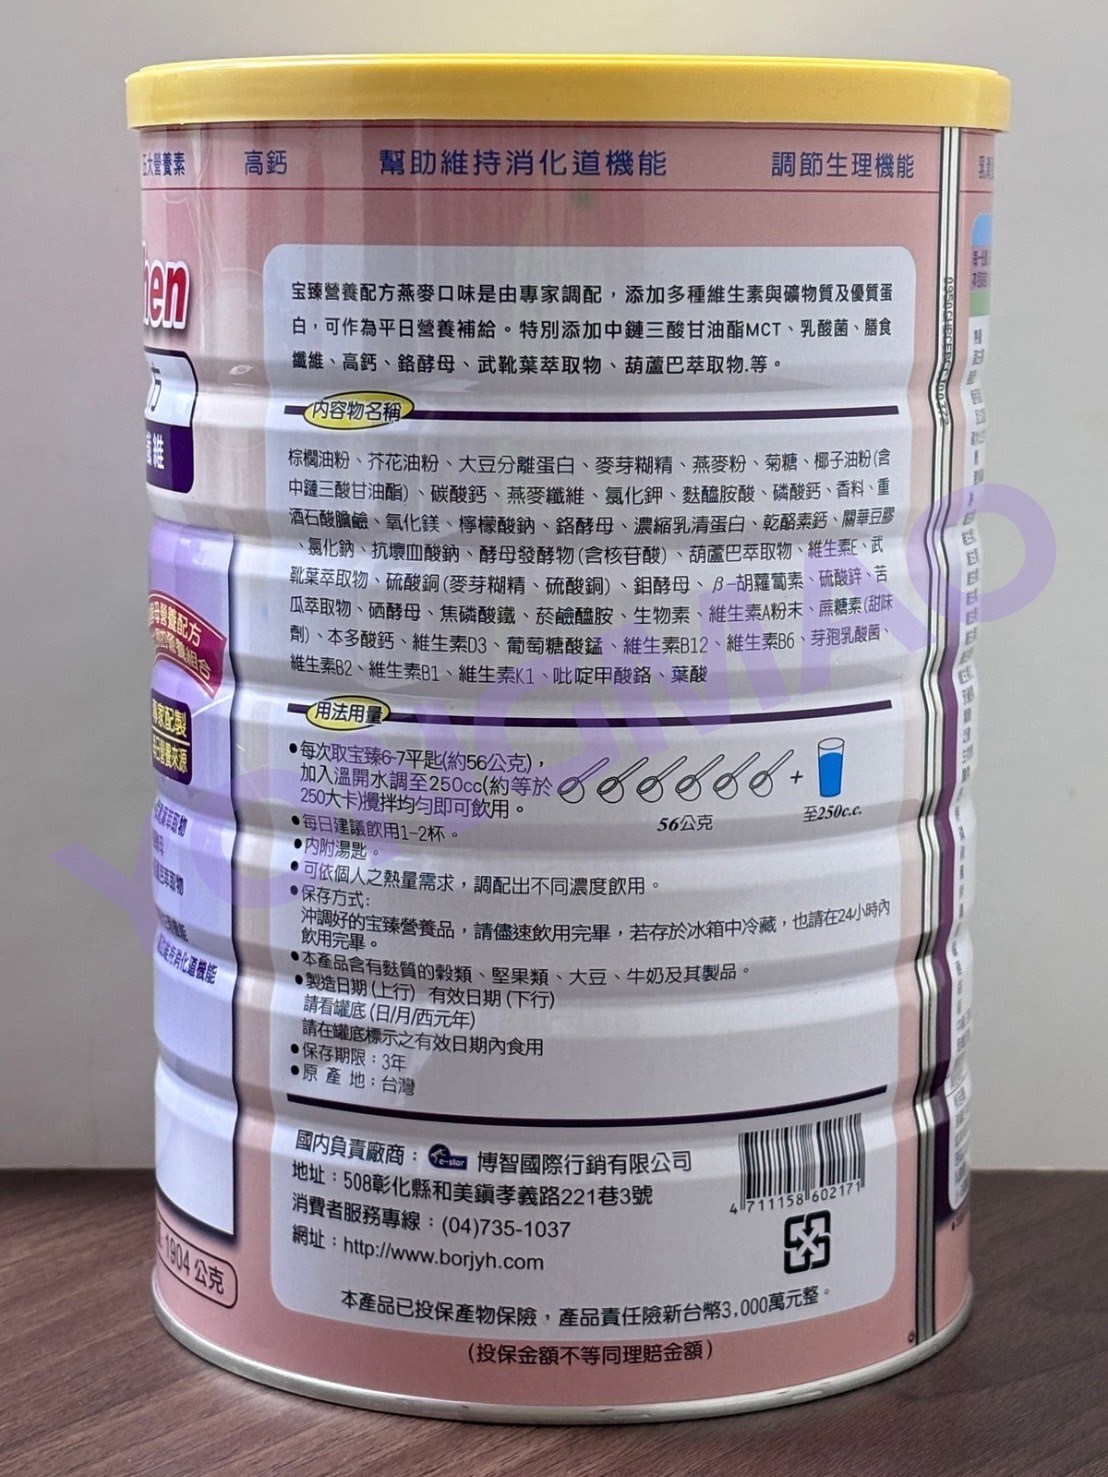 五大營養素 高鈣 幫助維持消化道機能 調節生理機能
hen
方
宝臻營養配方燕麥口味是由專家調配，添加多種維生素與礦物質及優質蛋
白，可作為平日營養補給。特別添加中鏈三酸甘油酯MCT、乳酸菌、膳食
纖維、高鈣、鉻酵母、武靴葉萃取物、葫蘆巴萃取物.等。
內容物名稱
棕櫚油粉、芥花油粉、大豆分離蛋白、麥芽糊精、燕麥粉、菊糖、椰子油粉(含
中鏈三酸甘油酯)、碳酸鈣、燕麥纖維、氯化鉀、麩醯胺酸、磷酸鈣、香料、重
酒石酸膽鹼、氧化鎂、檸檬酸鈉、鉻酵母、濃縮乳清蛋白、乾酪素鈣、關華豆膠
、氯化鈉、抗壞血酸鈉、酵母發酵物(含核苷酸)、葫蘆巴萃取物、維生素E、武
靴葉萃取物、硫酸銅(麥芽糊精、硫酸銅)、鉬酵母、β-胡蘿蔔素、硫酸鋅、苦
瓜萃取物、硒酵母、焦磷酸鐵、菸鹼醯胺、生物素、維生素A粉末、蔗糖素(甜味
劑)、本多酸鈣、維生素D3、葡萄糖酸錳、維生素B12、維生素B6、芽孢乳酸菌、
維生素B2、維生素B1、維生素K1、吡啶甲酸鉻、葉酸
用法用量
●每次取宝臻6-7平匙(約56公克)，
加入溫開水調至250cc(約等於
250大卡)攪拌均勻即可飲用。
+
56公克
至250c.c.
●每日建議飲用1-2杯。
●內附湯匙。
●可依個人之熱量需求，調配出不同濃度飲用。
●保存方式:
沖調好的宝臻營養品，請儘速飲用完畢，若存於冰箱中冷藏，也請在24小時內
飲用完畢。
●本產品含有麩質的穀類、堅果類、大豆、牛奶及其製品。
●製造日期(上行) 有效日期(下行)
請看罐底(日/月/西元年)
請在罐底標示之有效日期內食用
●保存期限：3年
●原 產 地：台灣
國內負責廠商： e-star 博智國際行銷有限公司
地址：508彰化縣和美鎮孝義路221巷3號
消費者服務專線：(04)735-1037
網址：http://www.borjyh.com
4 711158 602171
本產品已投保產物保險，產品責任險新台幣3,000萬元整。
(投保金額不等同理賠金額)
營養配方
專家配製
營養來源
維持消化道機能
1904 公克
YONGMAO